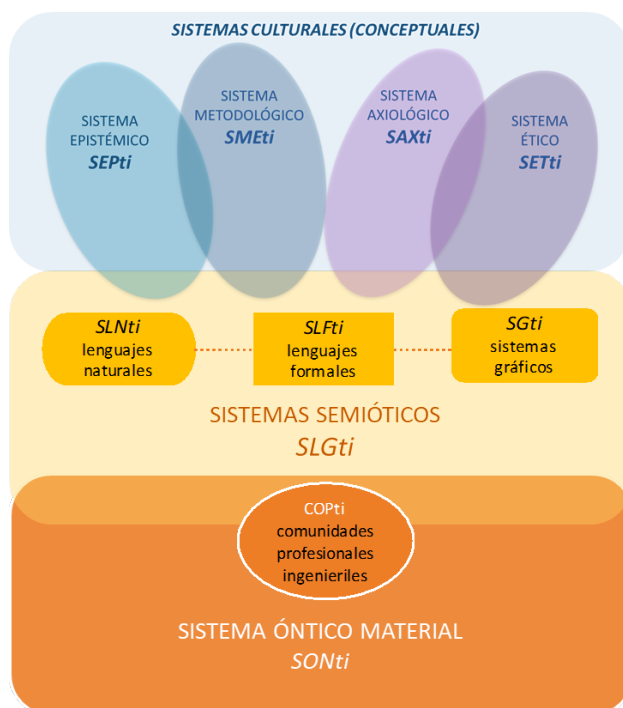 SISTEMAS CULTURALES (CONCEPTUALES)
SISTEMA
EPISTÉMICO
SEPti
SISTEMA
METODOLÓGICO
SMEti
SISTEMA
AXIOLÓGICO
SAXti
SISTEMA
ÉTICO
SETti
SLNti
lenguajes
naturales
SLFti
lenguajes
formales
SGti
sistemas
gráficos
SISTEMAS SEMIÓTICOS
SLGti
COPti
comunidades
profesionales
ingenieriles
SISTEMA ÓNTICO MATERIAL
SONti